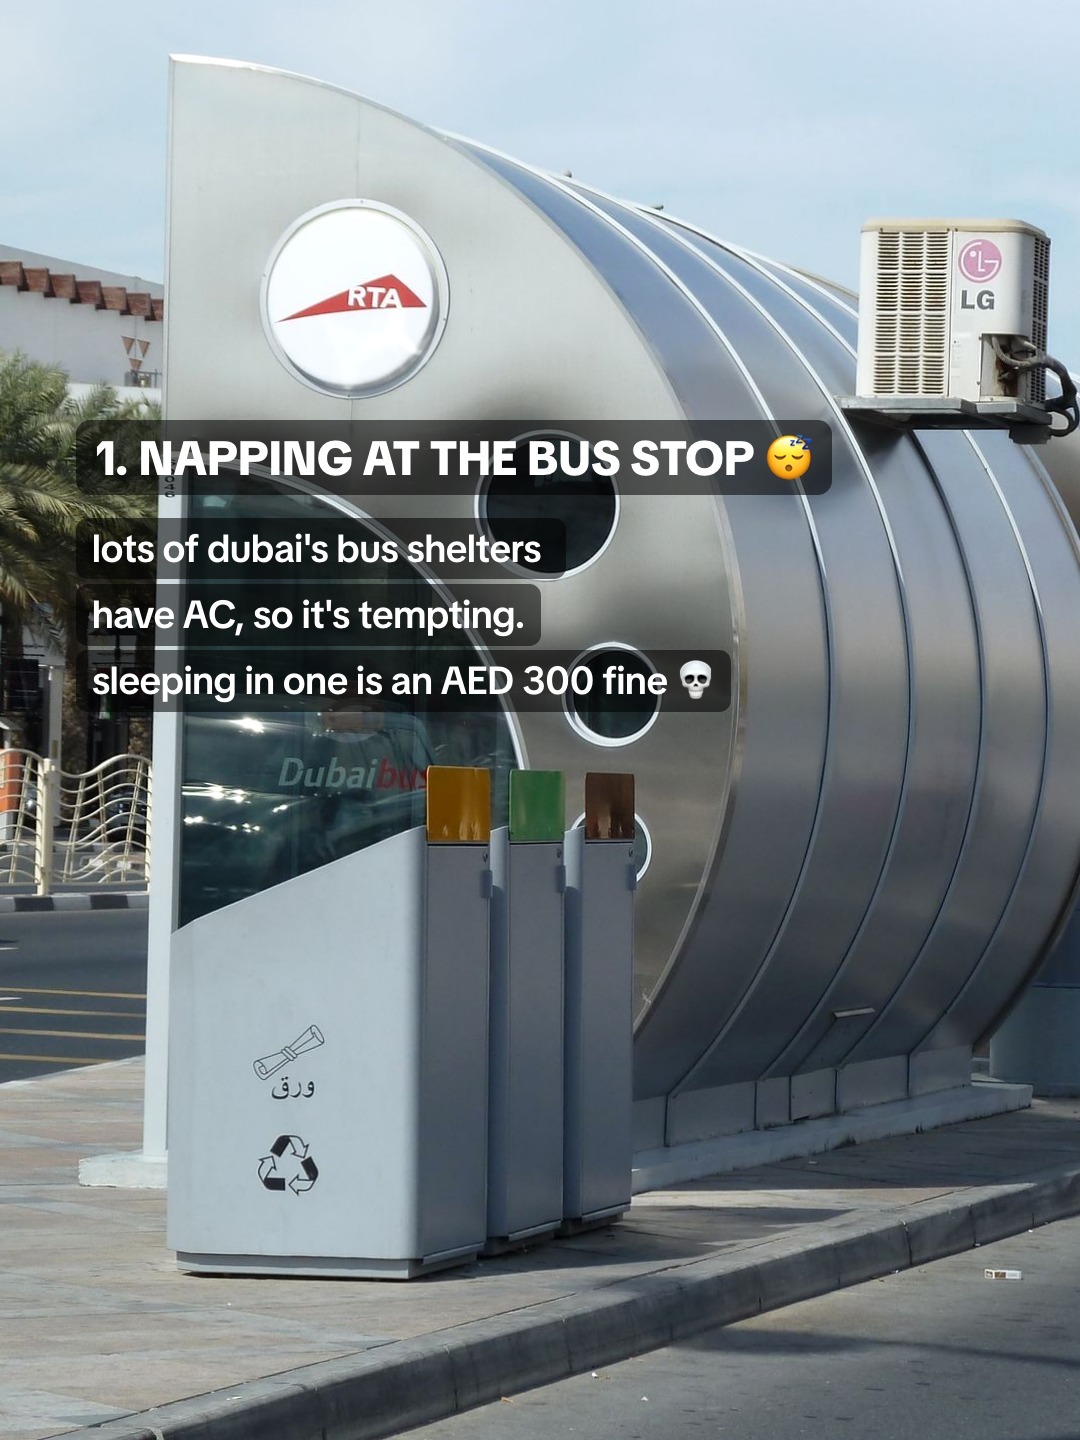 RTA
LG
1. NAPPING AT THE BUS STOP 😴
lots of dubai's bus shelters
have AC, so it's tempting.
sleeping in one is an AED 300 fine 💀
Dubaibus
ورق